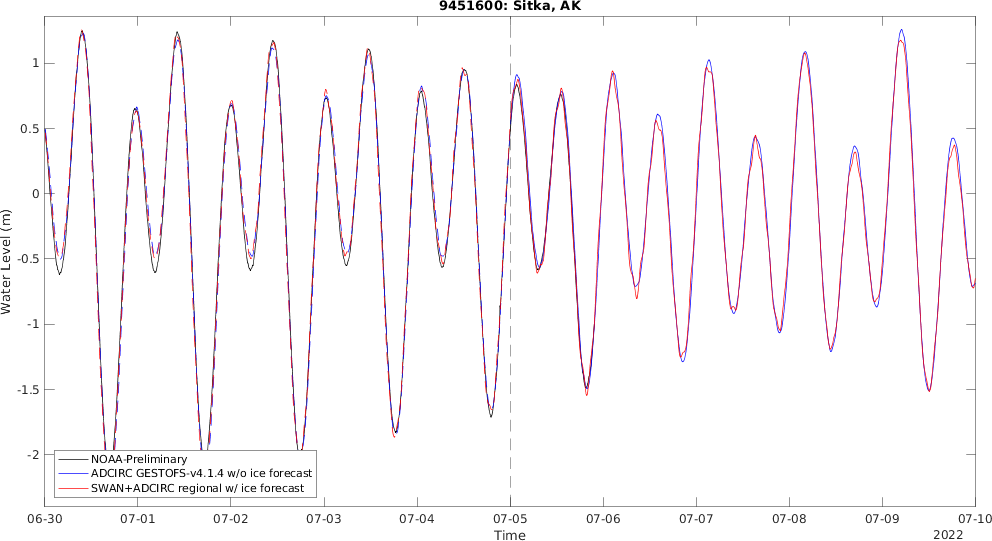 9451600: Sitka, AK
Water Level (m)
1
0.5
0
-0.5
-1
-1.5
-2
NOAA-Preliminary
ADCIRC GESTOFS-v4.1.4 w/o ice forecast
SWAN+ADCIRC regional w/ ice forecast
06-30 07-01 07-02 07-03 07-04 07-05 07-06 07-07 07-08 07-09 07-10
Time
2022